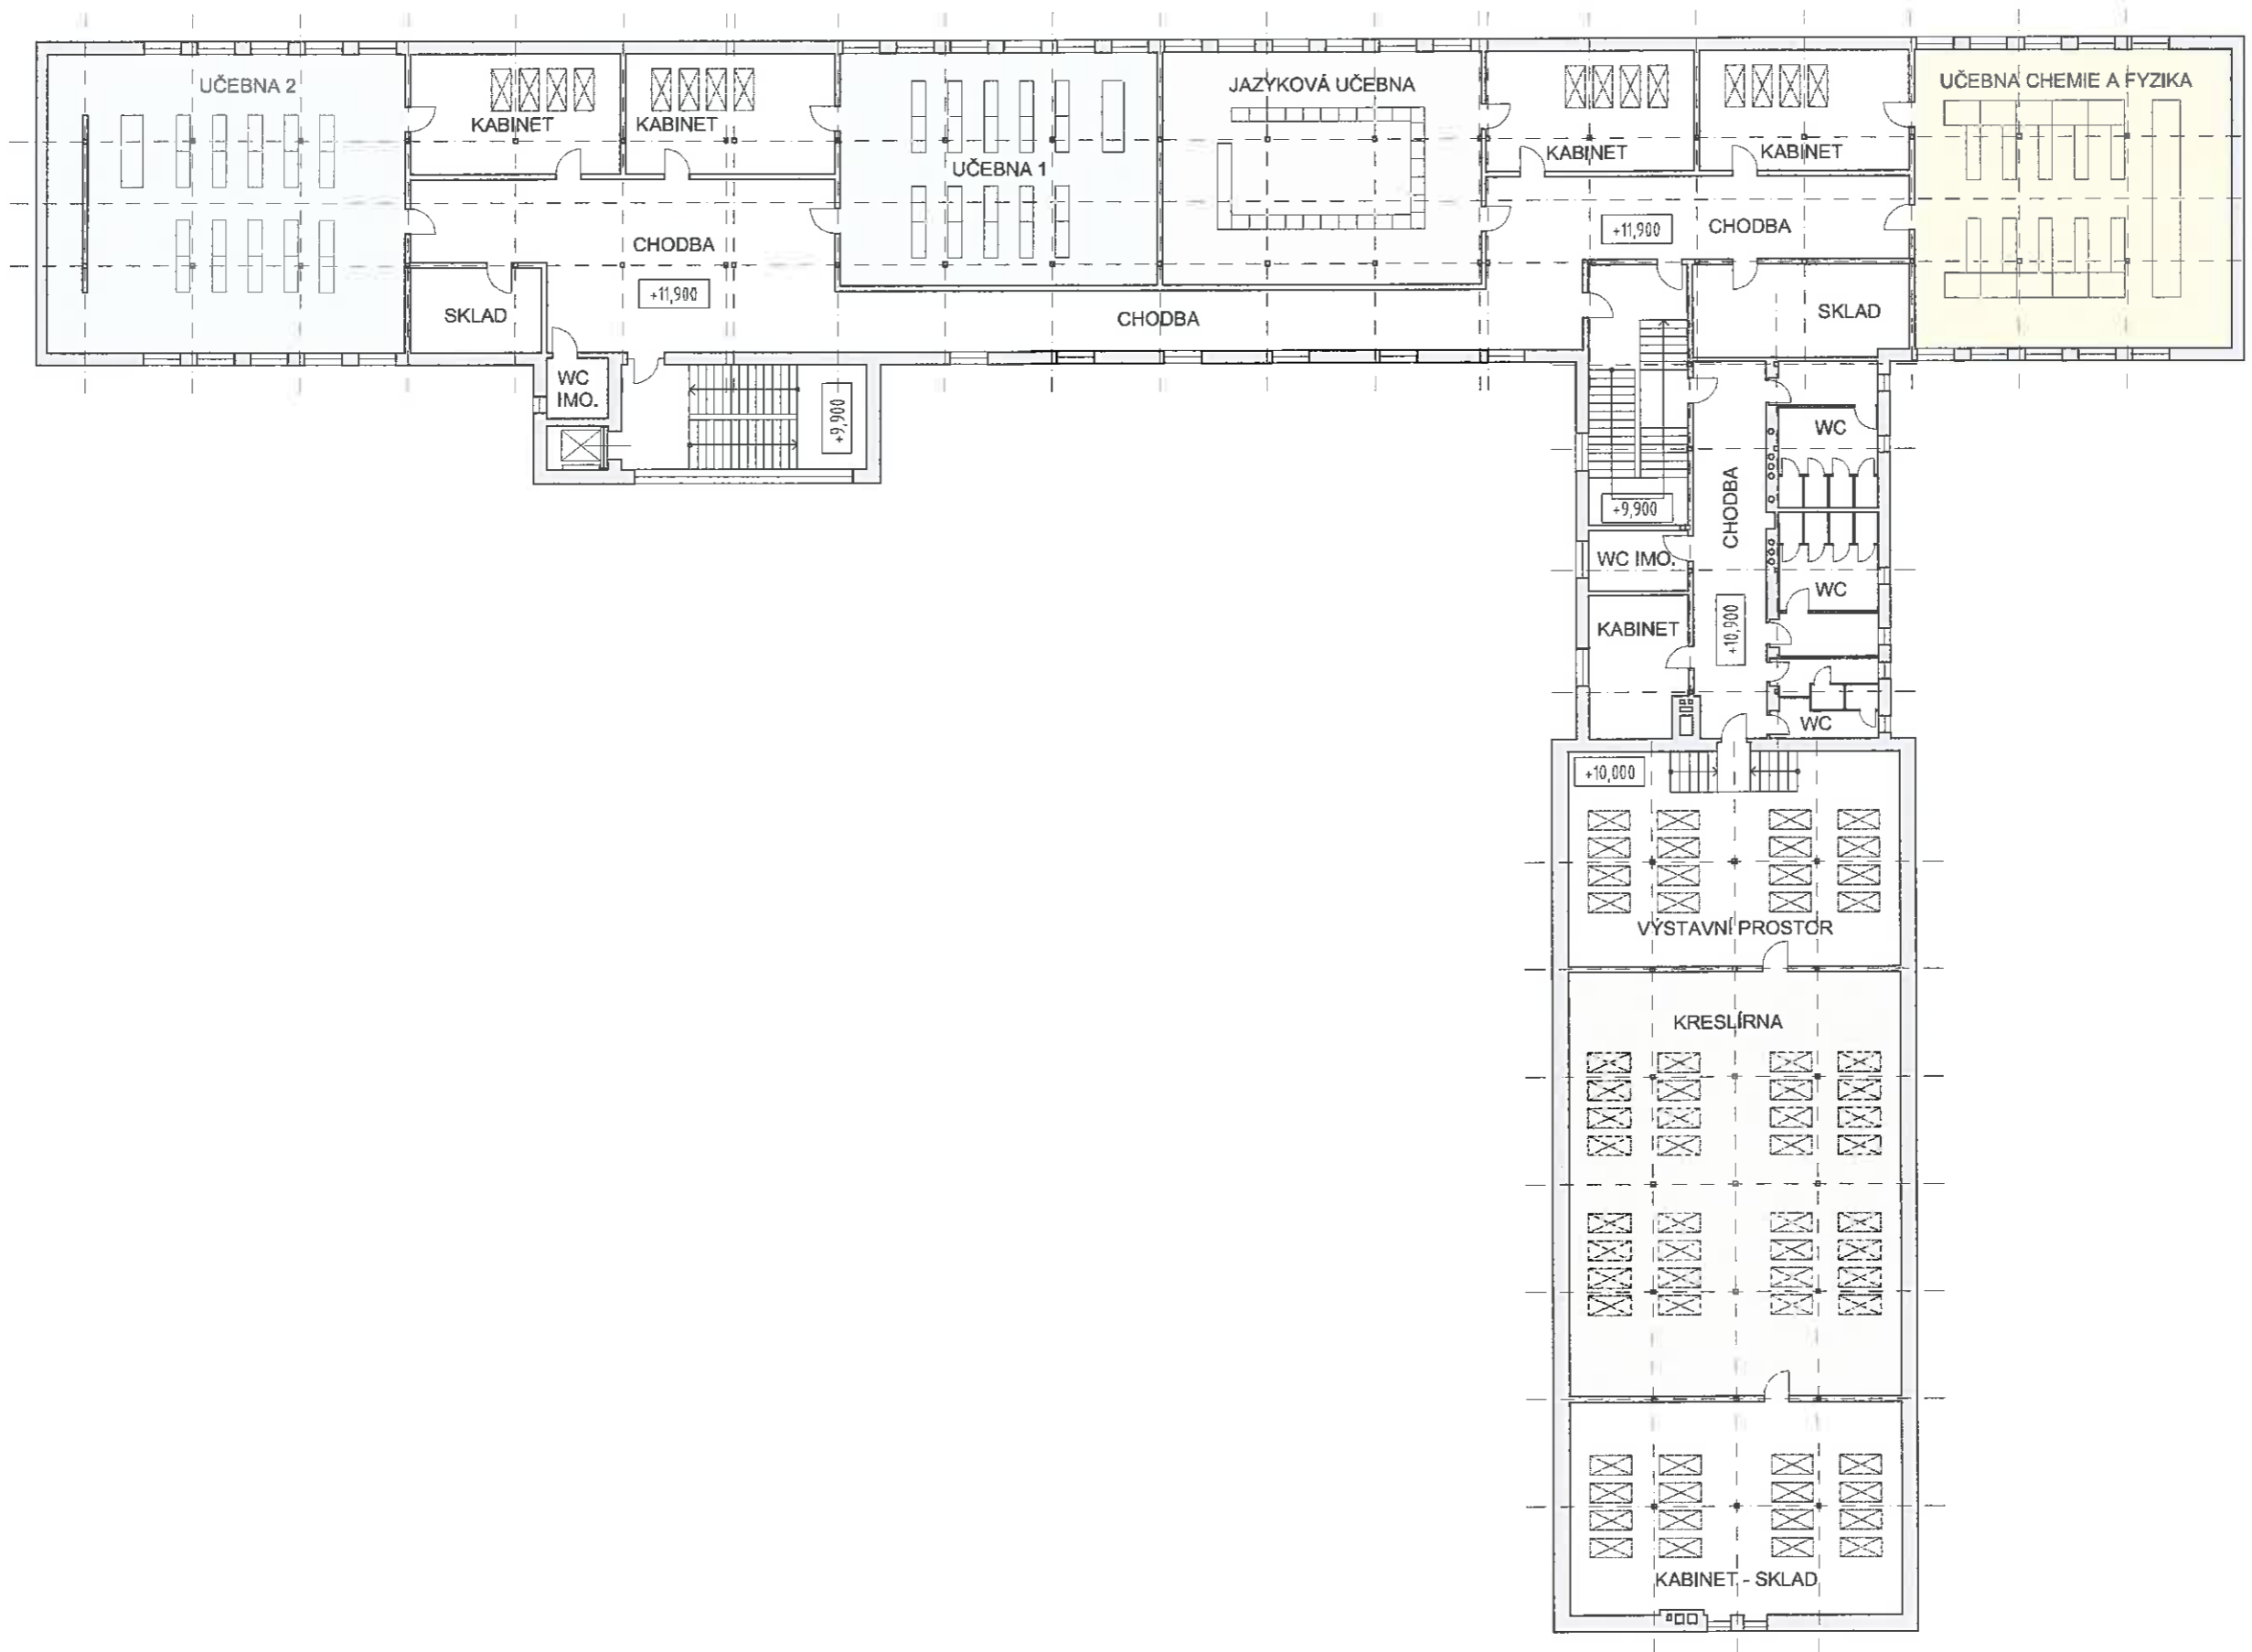 UČEBNA 2
KABINET
KABINET
UČEBNA 1
JAZYKOVÁ UČEBNA
KABINET
KABINET
UČEBNA CHEMIE A FYZIKA
CHODBA
+11,900
SKLAD
CHODBA
+11,900
CHODBA
SKLAD
WC
IMO.
+9,900
WC
CHODBA
+9,900
WC IMO.
WC
KABINET
+10,900
WC
+10,000
VÝSTAVNÍ PROSTOR
KRESLÍRNA
KABINET - SKLAD